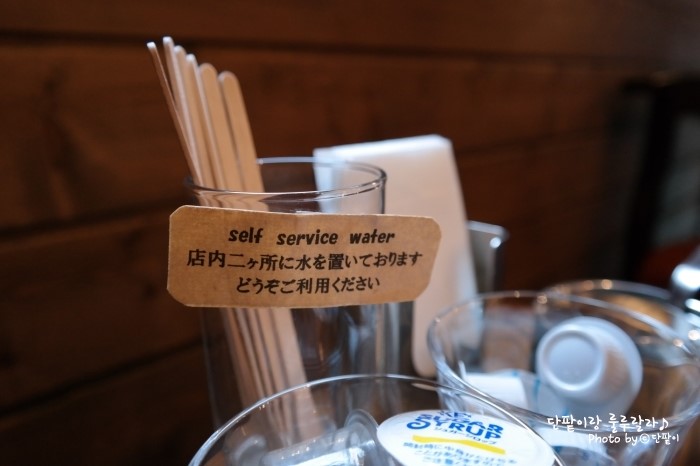 self service water
店内二ヶ所に水を置いております
どうぞご利用ください
SUGAR
SYRUP
단팥이랑 룰루랄라♪
Photo by ⓒ단팥이